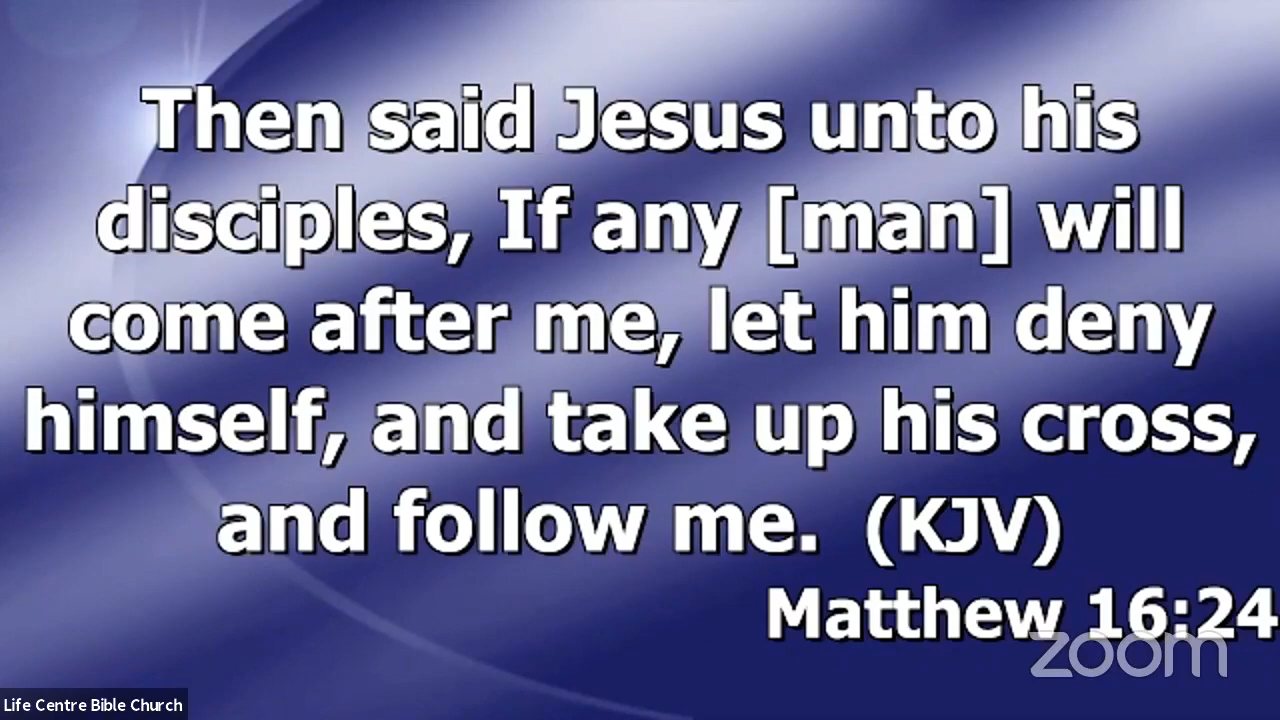 Then said Jesus unto his
disciples, If any [man] will
come after me, let him deny
himself, and take up his cross,
and follow me. (KJV)
Matthew 16:24
zoom
Life Centre Bible Church